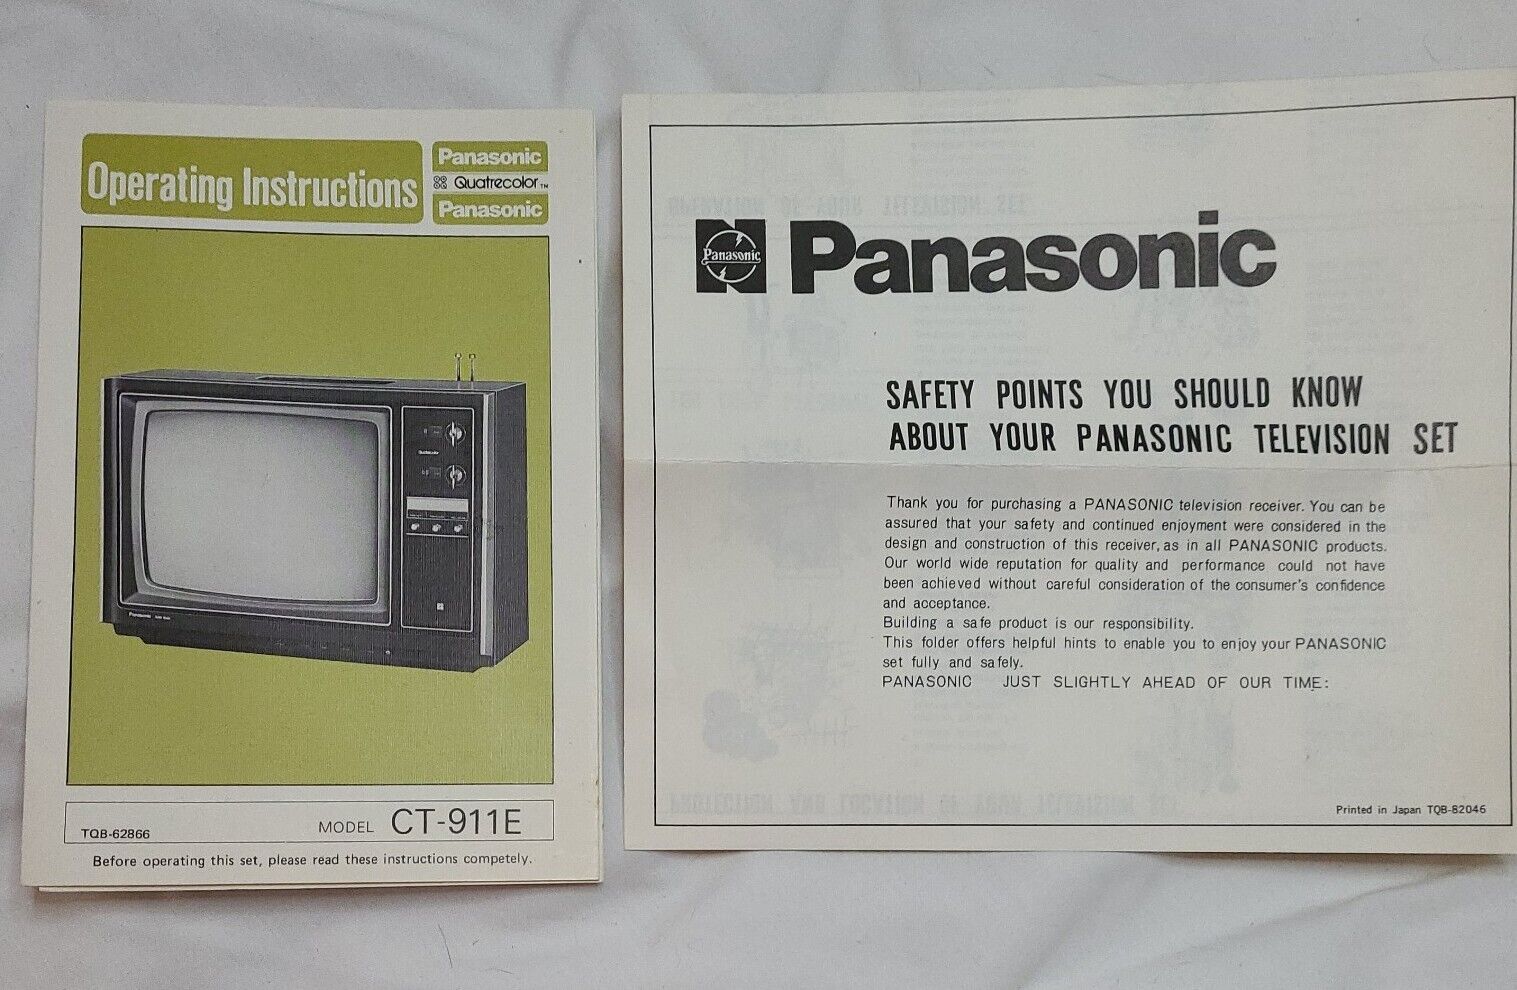 Operating Instructions
Panasonic
Quatrecolor™
Panasonic
Panasonic
Quatrecolor
TQB-62866
MODEL CT-911E
Before operating this set, please read these instructions competely.
Panasonic
Panasonic
SAFETY POINTS YOU SHOULD KNOW
ABOUT YOUR PANASONIC TELEVISION SET
Thank you for purchasing a PANASONIC television receiver. You can be
assured that your safety and continued enjoyment were considered in the
design and construction of this receiver, as in all PANASONIC products.
Our world wide reputation for quality and performance could not have
been achieved without careful consideration of the consumer's confidence
and acceptance.
Building a safe product is our responsibility.
This folder offers helpful hints to enable you to enjoy your PANASONIC
set fully and safely.
PANASONIC JUST SLIGHTLY AHEAD OF OUR TIME:
Printed in Japan TQB-82046